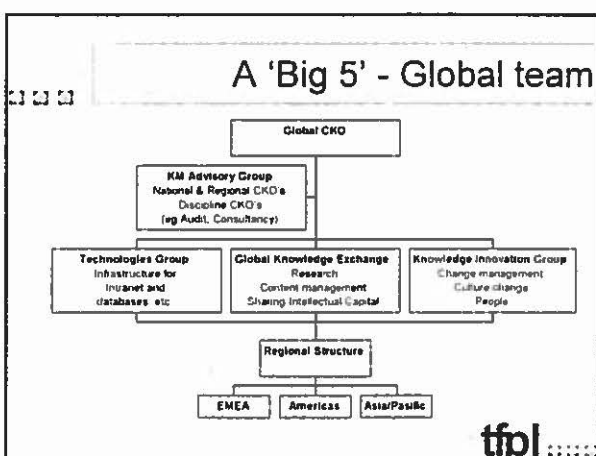 A 'Big 5' - Global team
Global CKO
KM Advisory Group
National & Regional CKO's
Discipline CKO's
(eg Audit, Consultancy)
Technologies Group
Infrastructure for
Intranet and
databases etc
Global Knowledge Exchange
Research
Content management
Sharing Intellectual Capital
Knowledge Innovation Group
Change management
Culture change
People
Regional Structure
EMEA
Americas
Asia/Pasific
tfpl